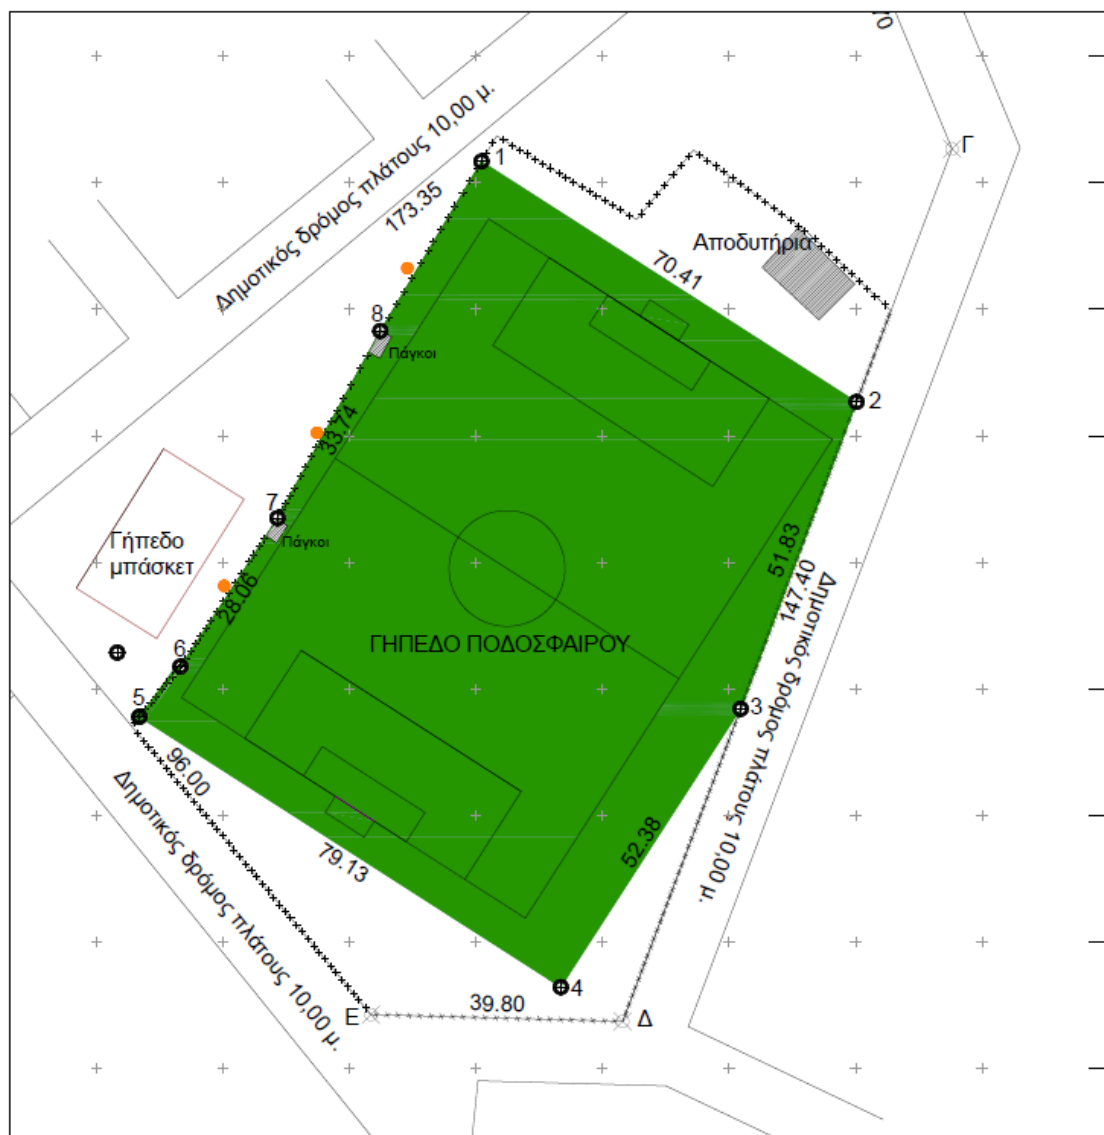 Γ
1
Δημοτικός δρόμος πλάτους 10,00 μ.
173.35
Αποδυτήρια
70.41
8
Πάγκοι
2
33.74
7
Πάγκοι
Γήπεδο
μπάσκετ
51.83
147.40
28.06
Δημοτικός δρόμος πλάτους 10,00 μ.
ΓΗΠΕΔΟ ΠΟΔΟΣΦΑΙΡΟΥ
6
5
3
96.00
Δημοτικός δρόμος πλάτους 10,00 μ.
79.13
52.38
4
39.80
Ε
Δ